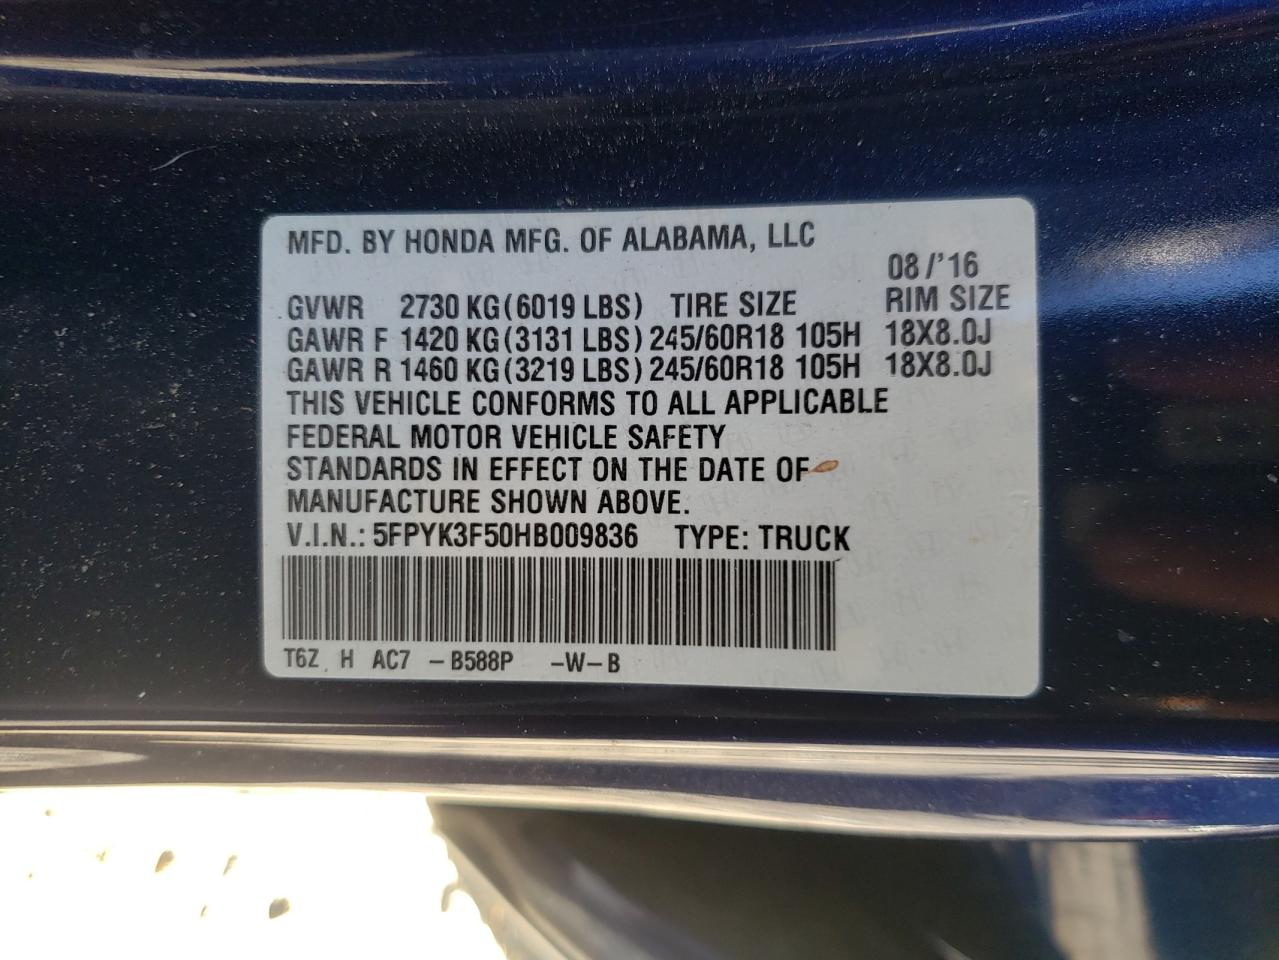 MFD. BY HONDA MFG. OF ALABAMA, LLC
08/'16
GVWR 2730 KG (6019 LBS) TIRE SIZE RIM SIZE
GAWR F 1420 KG (3131 LBS) 245/60R18 105H 18X8.0J
GAWR R 1460 KG (3219 LBS) 245/60R18 105H 18X8.0J
THIS VEHICLE CONFORMS TO ALL APPLICABLE
FEDERAL MOTOR VEHICLE SAFETY
STANDARDS IN EFFECT ON THE DATE OF
MANUFACTURE SHOWN ABOVE.
V.I.N.: 5FPYK3F50HB009836 TYPE: TRUCK
T6Z H AC7 -B588P -W-B